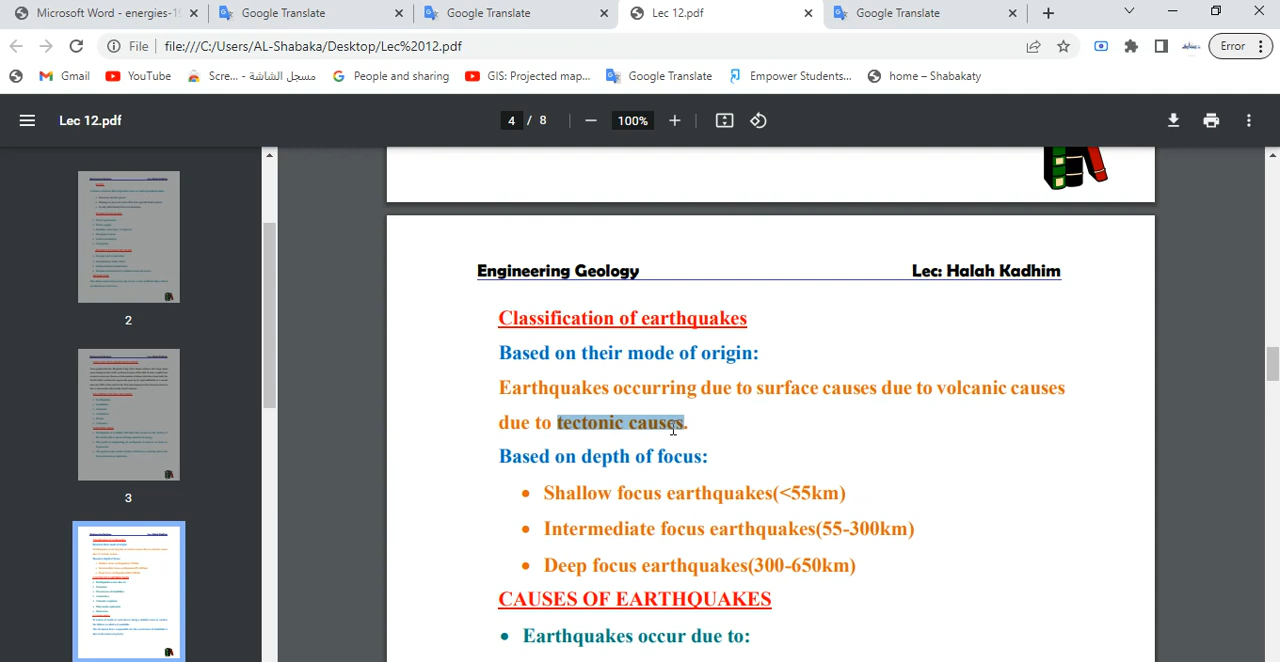 Microsoft Word - energies-19
Google Translate
Google Translate
Lec 12.pdf
Google Translate
File
file:///C:/Users/AL-Shabaka/Desktop/Lec%2012.pdf
Error
Gmail
YouTube
Scre... - مسجل الشاشة
People and sharing
GIS: Projected map...
Google Translate
Empower Students...
home – Shabakaty
Lec 12.pdf
4 / 8
100%
2
3
Engineering Geology
Lec: Halah Kadhim
Classification of earthquakes
Based on their mode of origin:
Earthquakes occurring due to surface causes due to volcanic causes
due to tectonic causes.
Based on depth of focus:
• Shallow focus earthquakes(<55km)
• Intermediate focus earthquakes(55-300km)
• Deep focus earthquakes(300-650km)
CAUSES OF EARTHQUAKES
• Earthquakes occur due to: